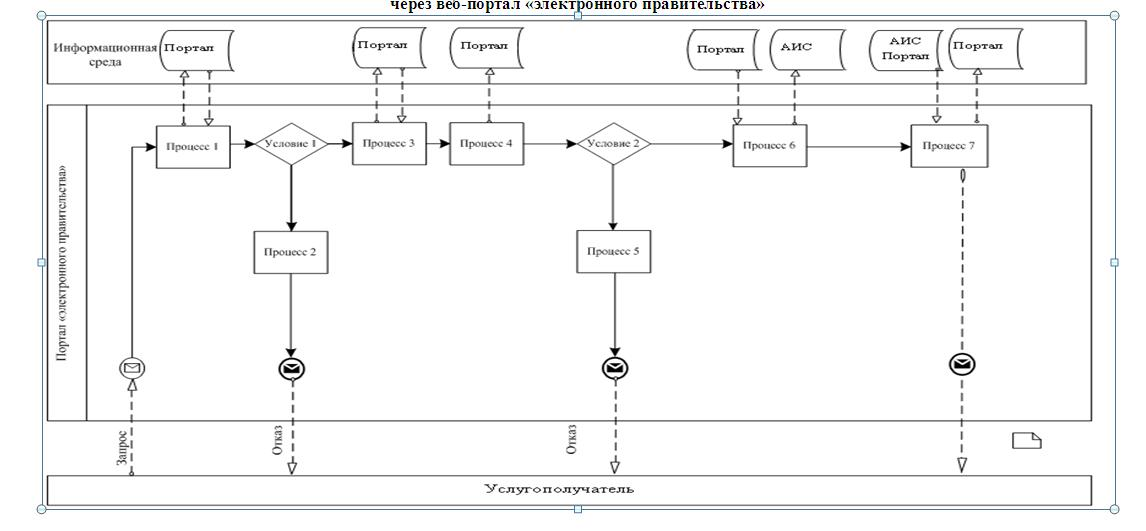 через веб-портал «электронного правительства»
Информационная
среда
Портал
Портал
Портал
Портал
АИС
АИС
Портал
Портал
Портал «электронного правительства»
Процесс 1
Условие 1
Процесс 3
Процесс 4
Условие 2
Процесс 6
Процесс 7
Процесс 2
Процесс 5
Запрос
Отказ
Отказ
Услугополучатель